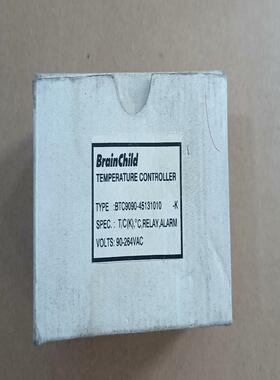 BrainChild
TEMPERATURE CONTROLLER
TYPE :BTC9090-45131010 -K
SPEC. : T/C(K),°C,RELAY,ALARM
VOLTS: 90-264VAC